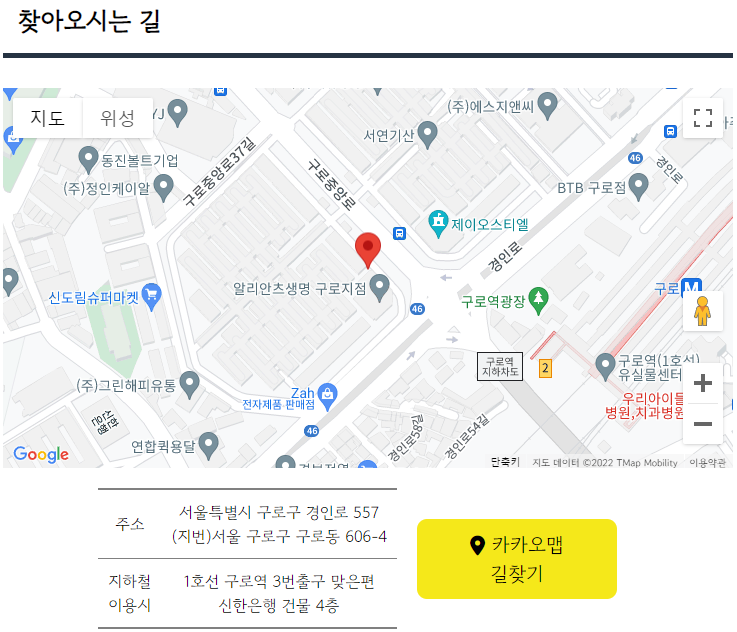 찾아오시는 길
지도
위성
YJ
(주)에스지앤씨
서연기산
동진볼트기업
(주)정인케이알
구로중앙로37길
구로중앙로
46
경인로
BTB 구로점
제이오스티엘
경인로
알리안츠생명 구로지점
신도림슈퍼마켓
구로역광장
구로
46
구로역
지하차도
2
구로역(1호선)
유실물센터
(주)그린해피유통
Zah
전자제품 판매점
우리아이들
병원,치과병원
46
연합퀵용달
경인로58길
경인로54길
Google
단축키
지도 데이터 ©2022 TMap Mobility
이용약관
주소
서울특별시 구로구 경인로 557
(지번)서울 구로구 구로동 606-4
지하철
이용시
1호선 구로역 3번출구 맞은편
신한은행 건물 4층
카카오맵
길찾기